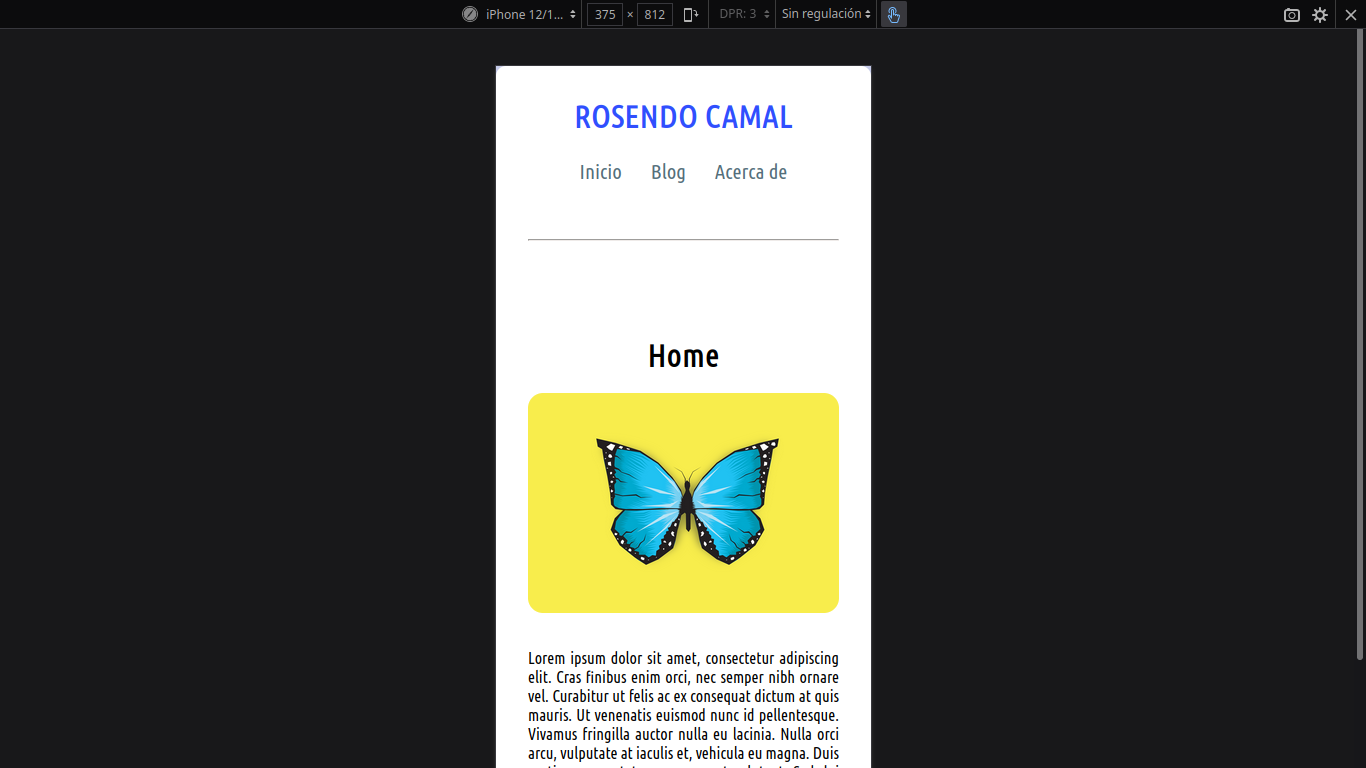 iPhone 12/1... 375 × 812 DPR: 3 Sin regulación
ROSENDO CAMAL
Inicio Blog Acerca de
Home
Lorem ipsum dolor sit amet, consectetur adipiscing
elit. Cras finibus enim orci, nec semper nibh ornare
vel. Curabitur ut felis ac ex consequat dictum at quis
mauris. Ut venenatis euismod nunc id pellentesque.
Vivamus fringilla auctor nulla eu lacinia. Nulla orci
arcu, vulputate at iaculis et, vehicula eu magna. Duis